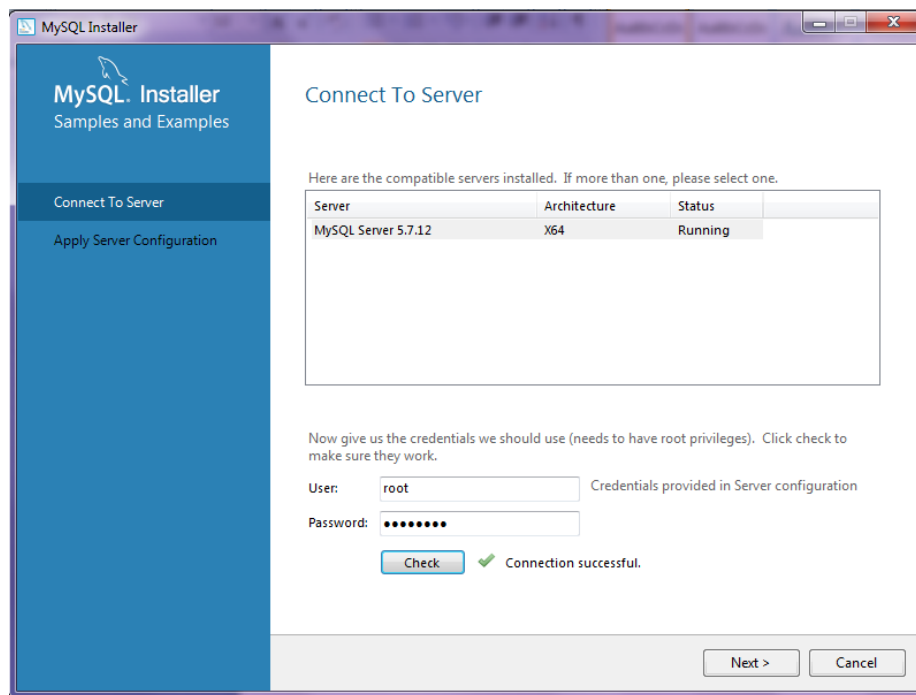 MySQL Installer
MySQL. Installer
Samples and Examples
Connect To Server
Apply Server Configuration
Connect To Server
Here are the compatible servers installed.  If more than one, please select one.
Server Architecture Status
MySQL Server 5.7.12 X64 Running
Now give us the credentials we should use (needs to have root privileges).  Click check to
make sure they work.
User: root Credentials provided in Server configuration
Password: ●●●●●●●●
Check Connection successful.
Next > Cancel